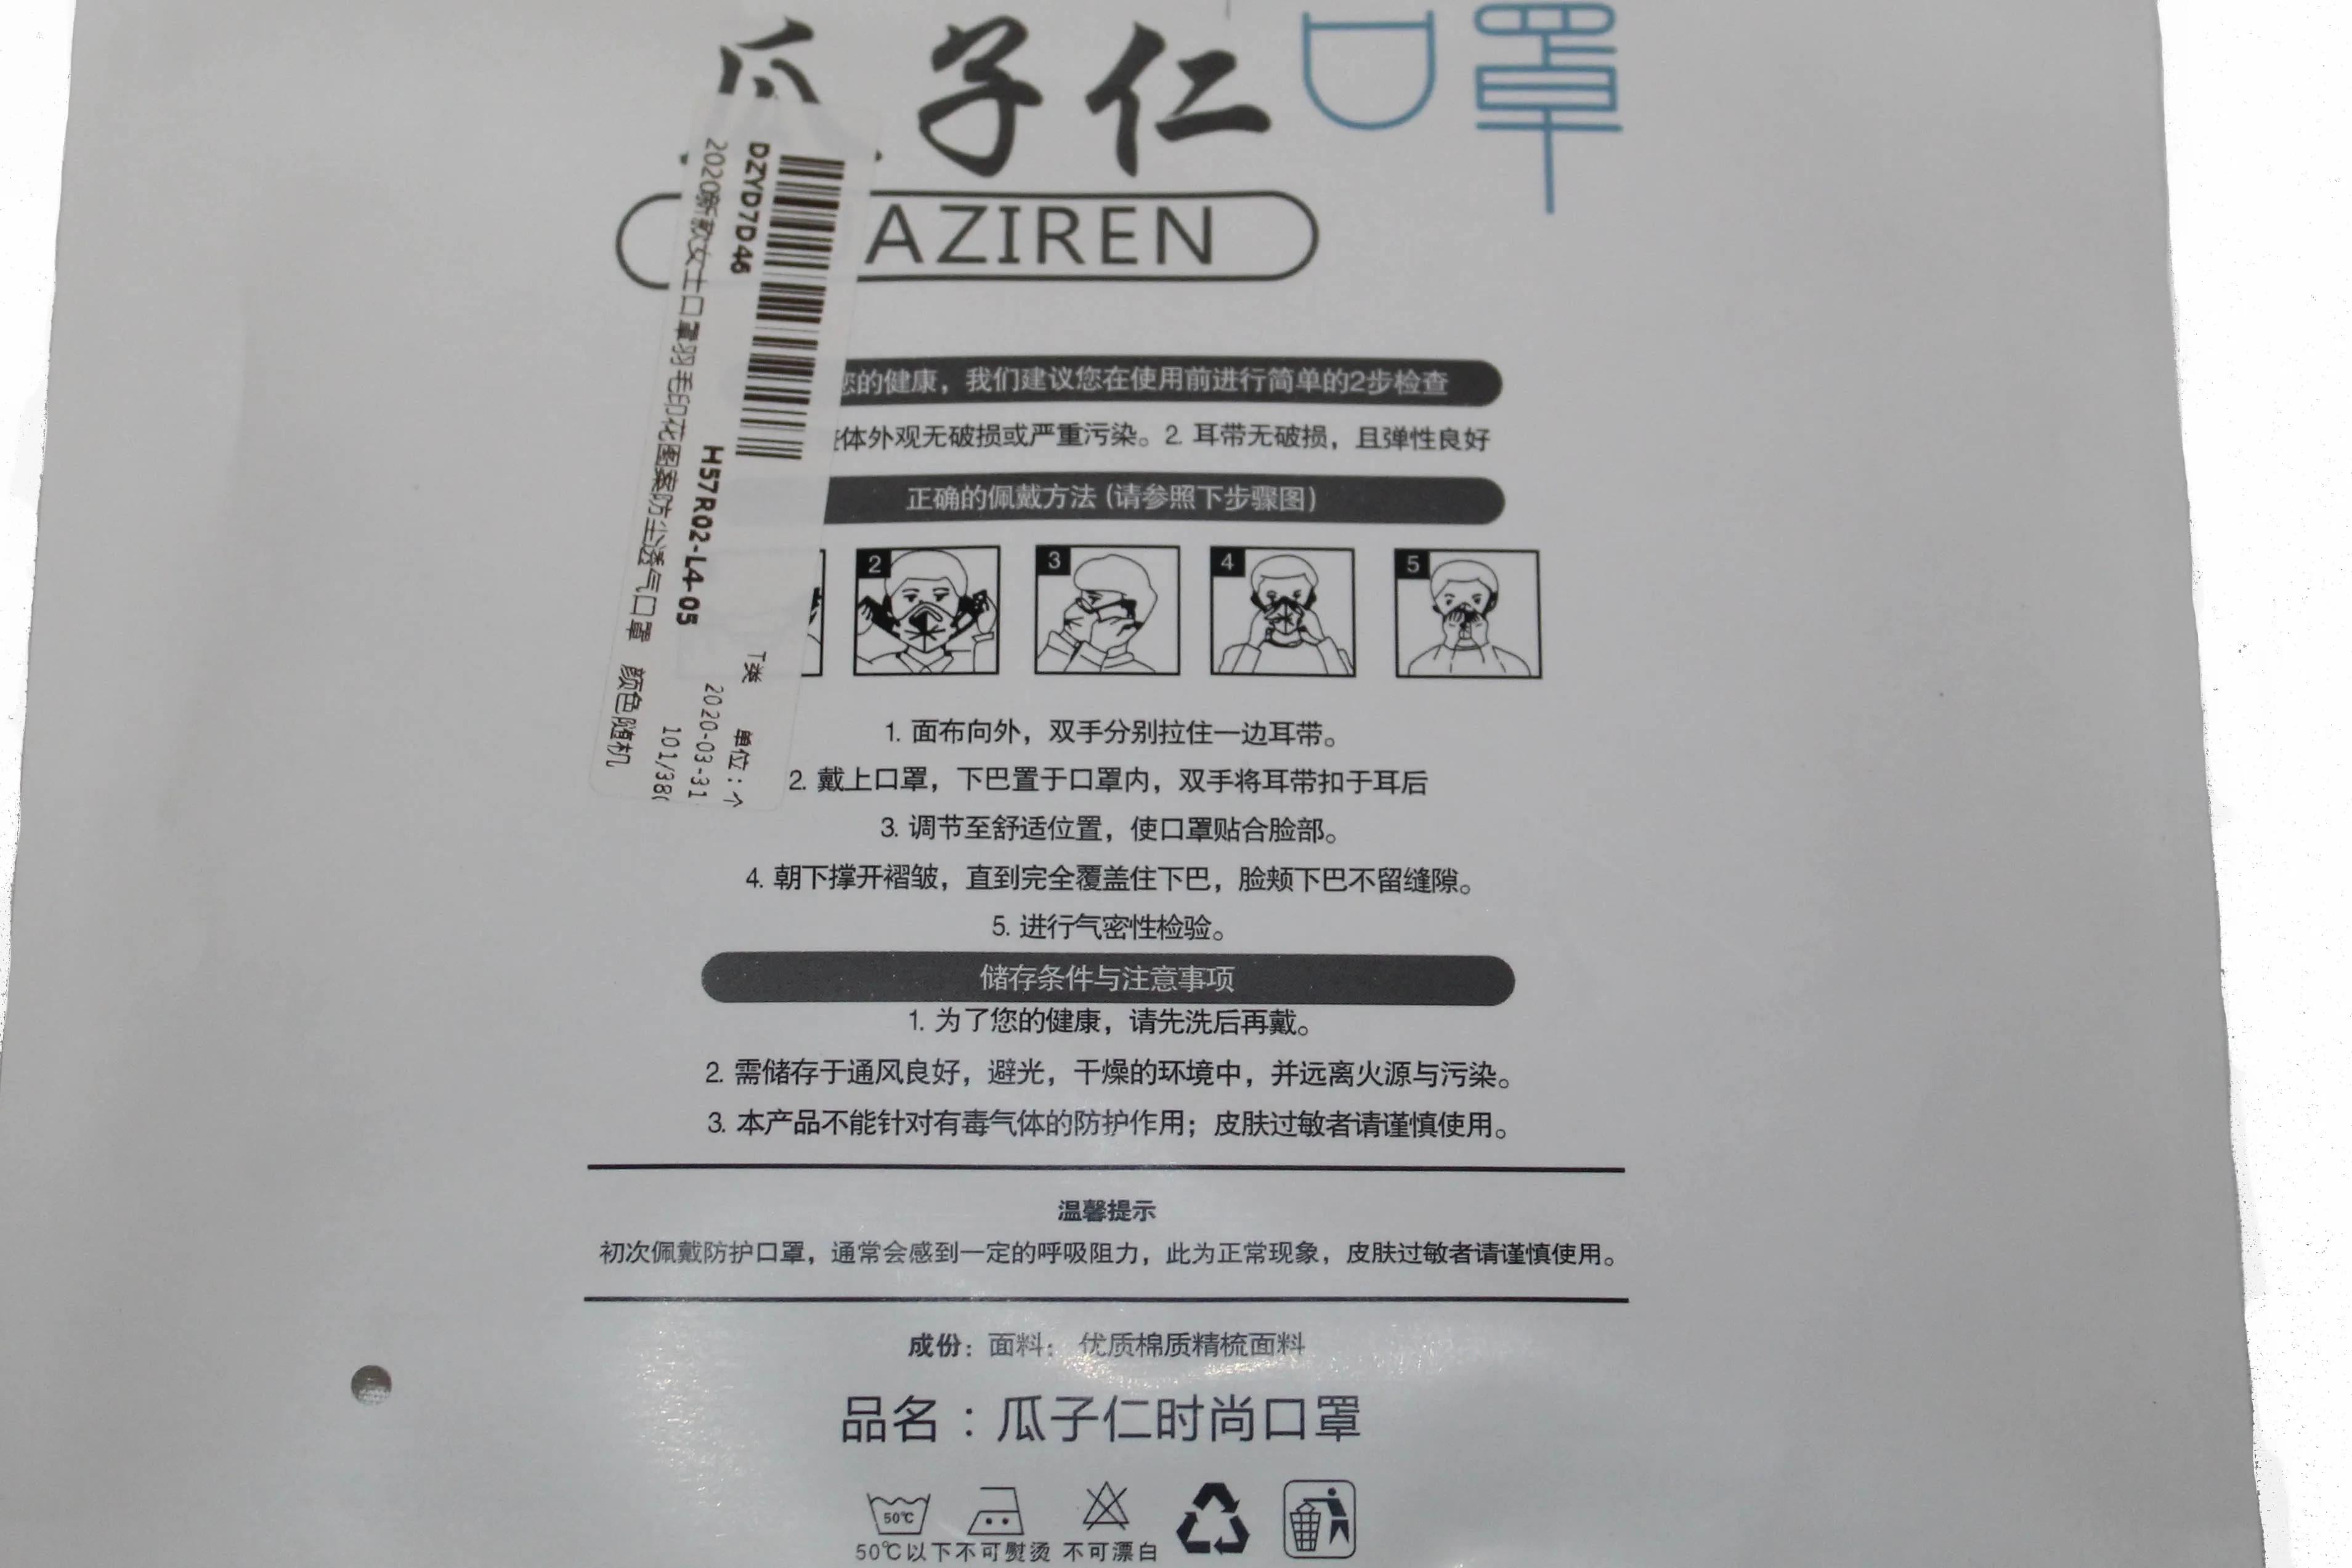 瓜子仁口罩
AZIREN
您的健康，我们建议您在使用前进行简单的2步检查
体外观无破损或严重污染。2. 耳带无破损，且弹性良好
正确的佩戴方法 (请参照下步骤图)
2
3
4
5
1. 面布向外，双手分别拉住一边耳带。
2. 戴上口罩，下巴置于口罩内，双手将耳带扣于耳后
3. 调节至舒适位置，使口罩贴合脸部。
4. 朝下撑开褶皱，直到完全覆盖住下巴，脸颊下巴不留缝隙。
5. 进行气密性检验。
储存条件与注意事项
1. 为了您的健康，请先洗后再戴。
2. 需储存于通风良好，避光，干燥的环境中，并远离火源与污染。
3. 本产品不能针对有毒气体的防护作用；皮肤过敏者请谨慎使用。
温馨提示
初次佩戴防护口罩，通常会感到一定的呼吸阻力，此为正常现象，皮肤过敏者请谨慎使用。
成份：面料： 优质棉质精梳面料
品名：瓜子仁时尚口罩
50℃
50℃以下不可熨烫 不可漂白
DZYD7D46
T类 单位：个
H57R02-L4-05
2020-03-31
101/38
2020新款女士口罩羽毛印花图案防尘透气口罩 颜色随机